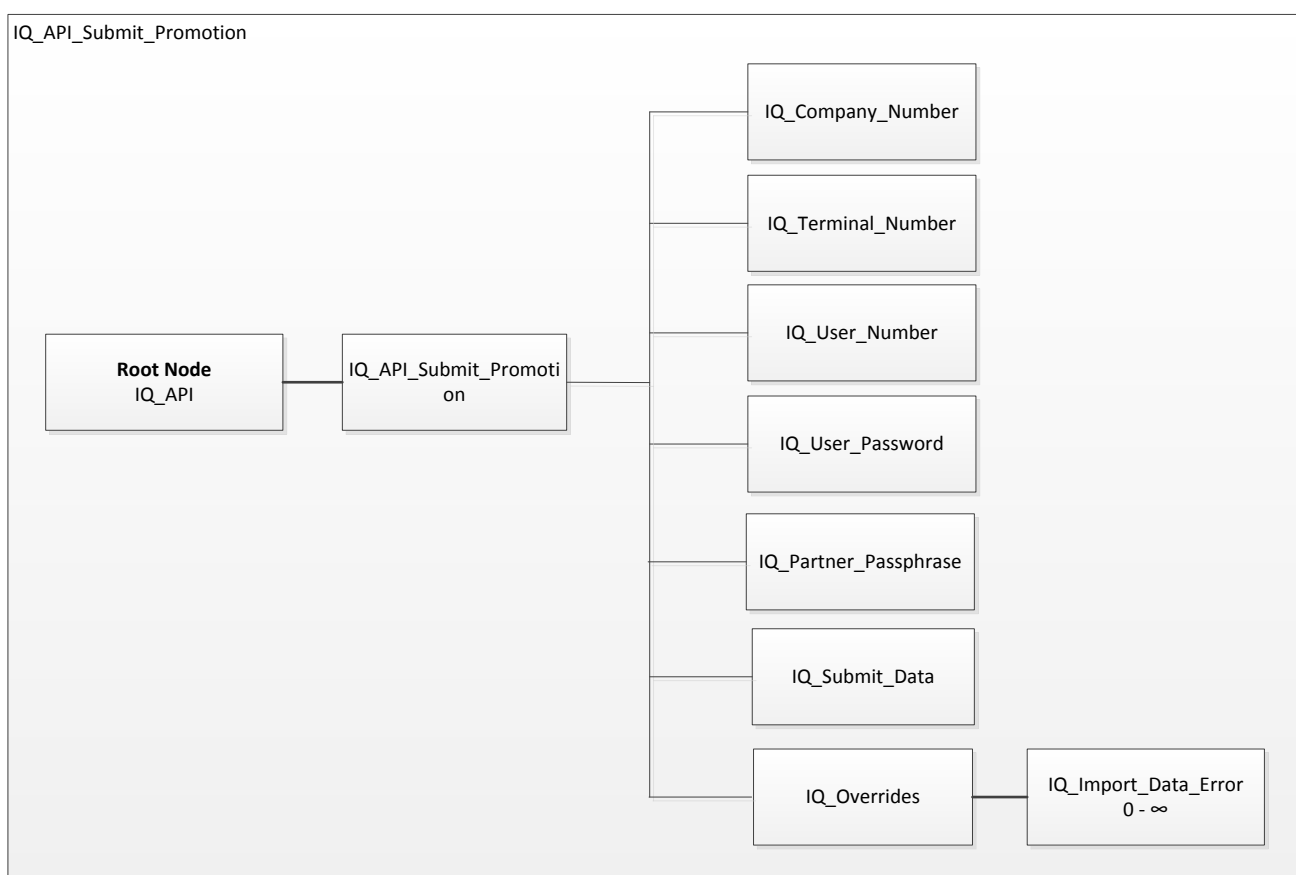 IQ_API_Submit_Promotion
Root Node
IQ_API
IQ_API_Submit_Promoti
on
IQ_Company_Number
IQ_Terminal_Number
IQ_User_Number
IQ_User_Password
IQ_Partner_Passphrase
IQ_Submit_Data
IQ_Overrides
IQ_Import_Data_Error
0 - ∞